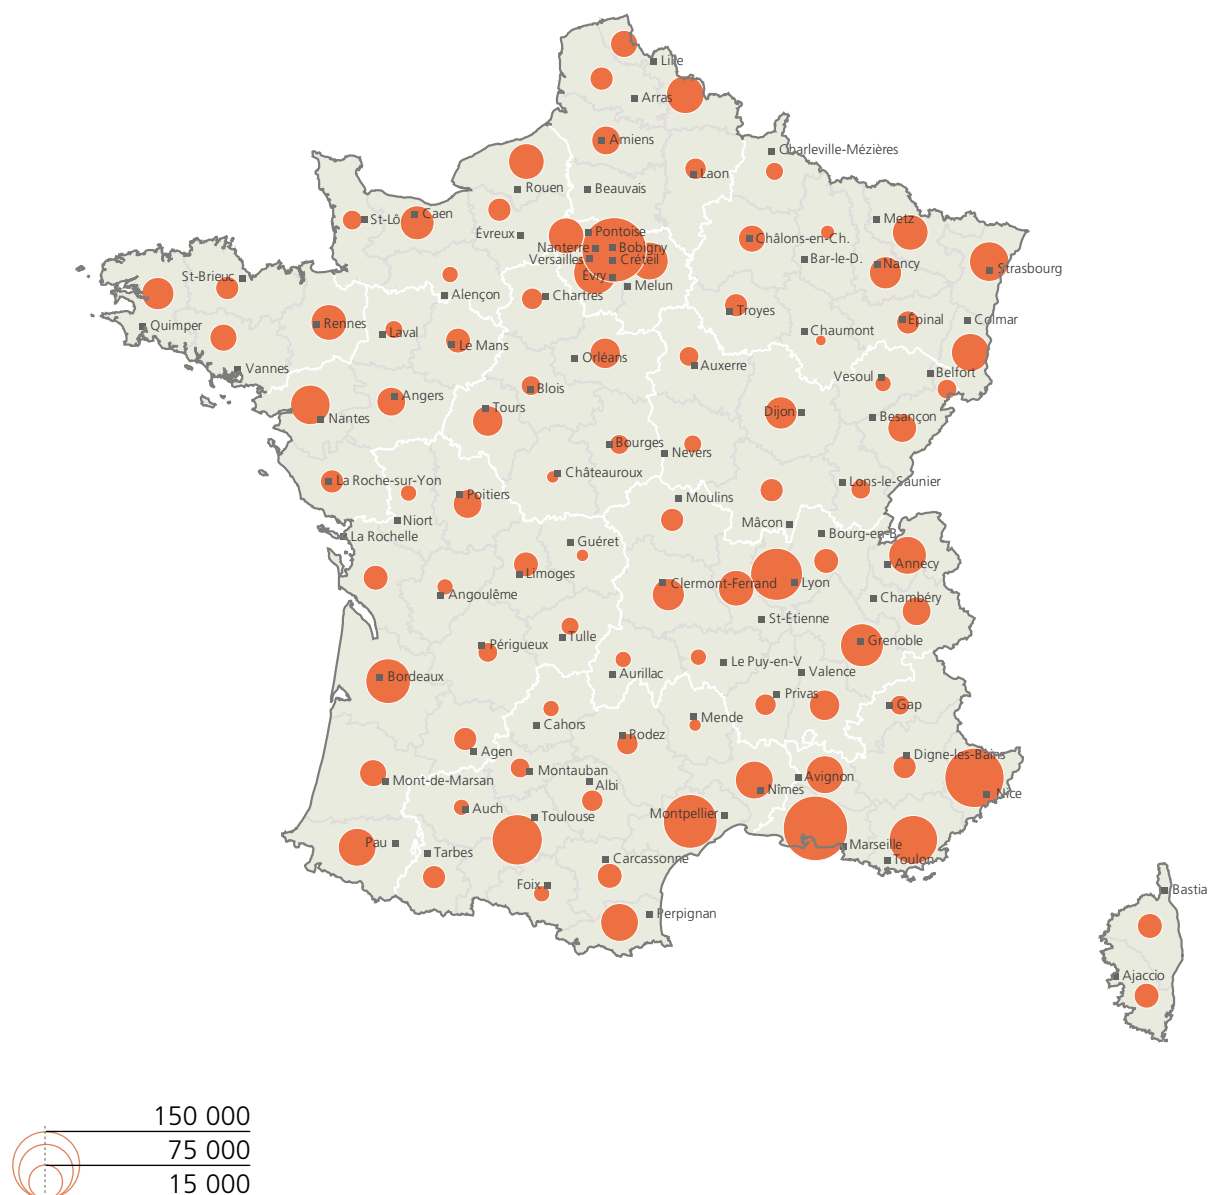 Lille
Arras
Amiens
Charleville-Mézières
Laon
Rouen
Beauvais
St-Lô
Caen
Metz
Évreux
Pontoise
Châlons-en-Ch.
Nanterre
Bobigny
Versailles
Créteil
Bar-le-D.
Nancy
Strasbourg
St-Brieuc
Évry
Melun
Alençon
Chartres
Troyes
Quimper
Rennes
Laval
Le Mans
Épinal
Colmar
Chaumont
Orléans
Auxerre
Vannes
Vesoul
Belfort
Blois
Angers
Tours
Dijon
Besançon
Nantes
Bourges
Nevers
Châteauroux
La Roche-sur-Yon
Lons-le-Saunier
Poitiers
Moulins
Niort
Mâcon
La Rochelle
Bourg-en-B
Guéret
Annecy
Limoges
Clermont-Ferrand
Lyon
Angoulême
Chambéry
St-Étienne
Tulle
Grenoble
Périgueux
Le Puy-en-V
Aurillac
Valence
Bordeaux
Privas
Gap
Mende
Cahors
Rodez
Agen
Digne-les-Bains
Montauban
Mont-de-Marsan
Albi
Avignon
Nîmes
Nice
Auch
Toulouse
Montpellier
Pau
Marseille
Tarbes
Carcassonne
Toulon
Foix
Bastia
Perpignan
Ajaccio
150 000
75 000
15 000